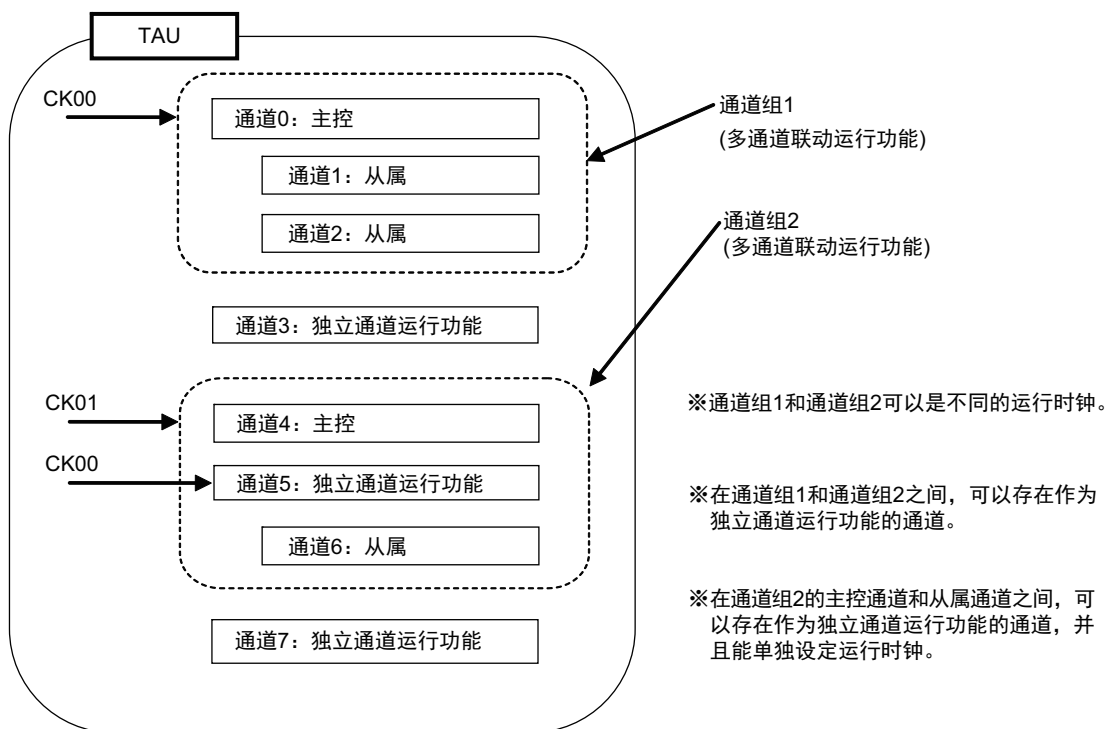 TAU
CK00
通道0：主控
通道1：从属
通道2：从属
通道组1
(多通道联动运行功能)
通道组2
(多通道联动运行功能)
通道3：独立通道运行功能
CK01
通道4：主控
CK00
通道5：独立通道运行功能
通道6：从属
通道7：独立通道运行功能
※通道组1和通道组2可以是不同的运行时钟。
※在通道组1和通道组2之间，可以存在作为
独立通道运行功能的通道。
※在通道组2的主控通道和从属通道之间，可
以存在作为独立通道运行功能的通道，并
且能单独设定运行时钟。